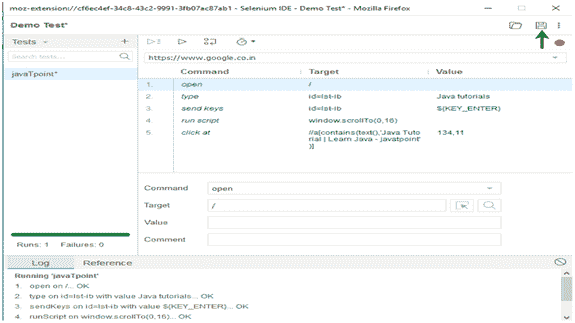 moz-extension://cf6ec4ef-34c8-43c2-9991-3fb07ac87ab1 - Selenium IDE - Demo Test* - Mozilla Firefox
Demo Test*
Tests
Search tests...
javaTpoint*
https://www.google.co.in
Command Target Value
1. open /
2 type id=lst-ib Java tutorials
3 send keys id=lst-ib ${KEY_ENTER}
4 run script window.scrollTo(0,16)
5 click at //a[contains(text(),'Java Tuto 134,11
rial | Learn Java - javatpoint'
)]
Command open
Target /
Value
Comment
Runs: 1 Failures: 0
Log Reference
Running 'javaTpoint'
1. open on /... OK
2. type on id=lst-ib with value Java tutorials... OK
3. sendKeys on id=lst-ib with value ${KEY_ENTER}... OK
4. runScript on window.scrollTo(0,16)... OK